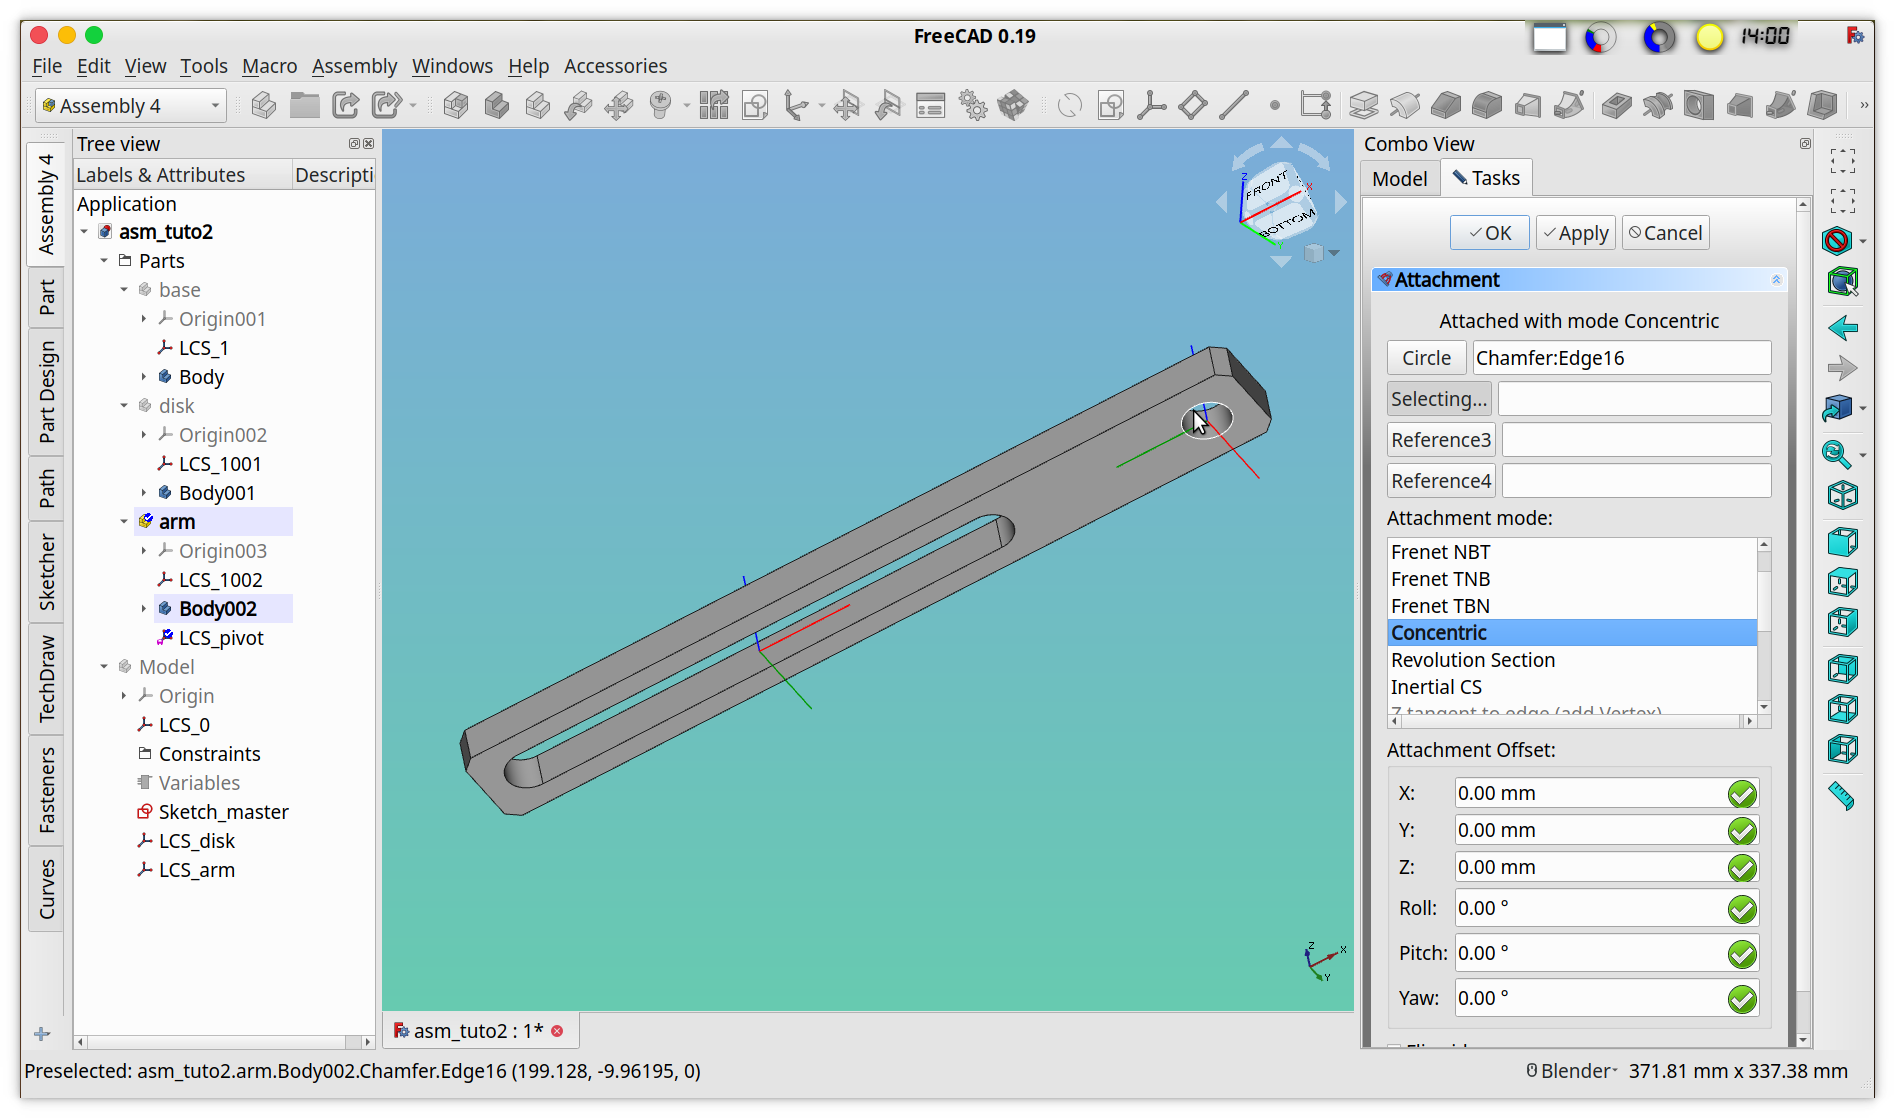 FreeCAD 0.19
14:00
File Edit View Tools Macro Assembly Windows Help Accessories
Assembly 4
Tree view
Labels & Attributes
Descripti
Application
asm_tuto2
Parts
base
Origin001
LCS_1
Body
disk
Origin002
LCS_1001
Body001
arm
Origin003
LCS_1002
Body002
LCS_pivot
Model
Origin
LCS_0
Constraints
Variables
Sketch_master
LCS_disk
LCS_arm
Assembly 4
Part
Part Design
Path
Sketcher
TechDraw
Fasteners
Curves
FRONT
BOTTOM
Z
X
Y
Z
X
Y
asm_tuto2 : 1*
Combo View
Model
Tasks
OK
Apply
Cancel
Attachment
Attached with mode Concentric
Circle
Chamfer:Edge16
Selecting...
Reference3
Reference4
Attachment mode:
Frenet NBT
Frenet TNB
Frenet TBN
Concentric
Revolution Section
Inertial CS
Z tangent to edge (add Vertex)
Attachment Offset:
X: 0.00 mm
Y: 0.00 mm
Z: 0.00 mm
Roll: 0.00 °
Pitch: 0.00 °
Yaw: 0.00 °
Preselected: asm_tuto2.arm.Body002.Chamfer.Edge16 (199.128, -9.96195, 0)
Blender
371.81 mm x 337.38 mm